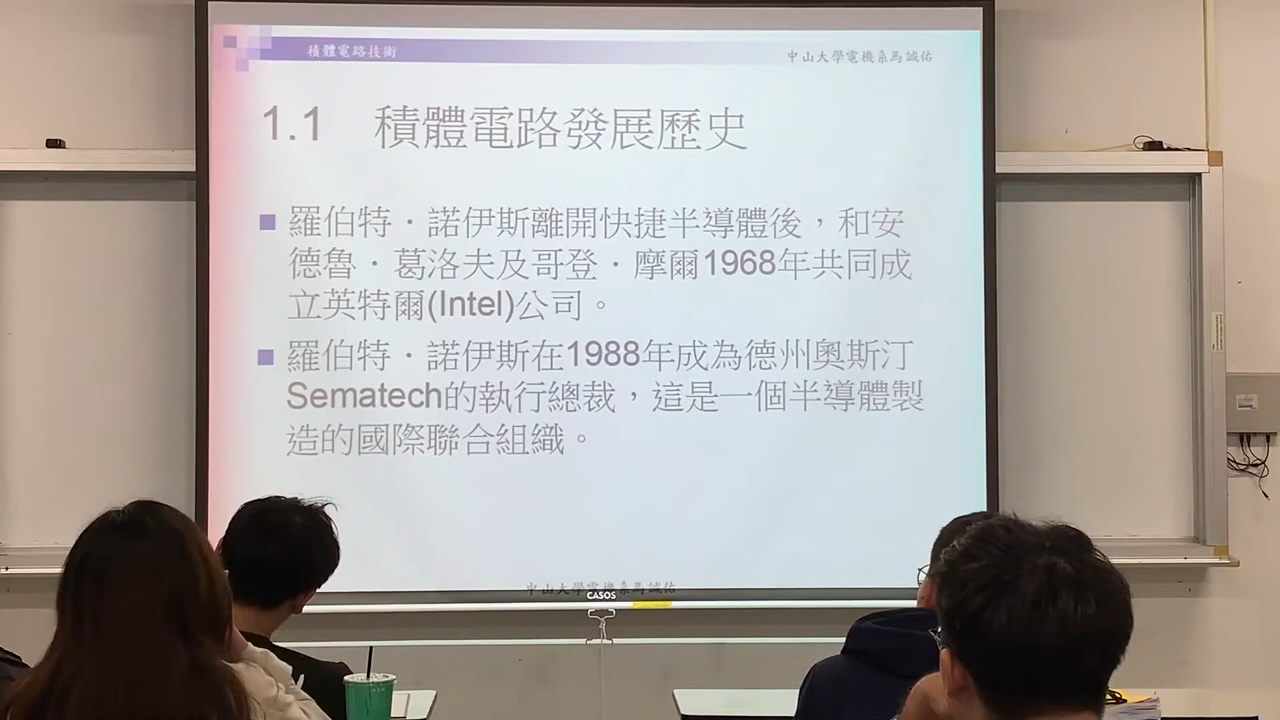 積體電路技術
中山大學電機系馬誠佑
1.1 積體電路發展歷史
羅伯特．諾伊斯離開快捷半導體後，和安
德魯．葛洛夫及哥登．摩爾1968年共同成
立英特爾(Intel)公司。
羅伯特．諾伊斯在1988年成為德州奧斯汀
Sematech的執行總裁，這是一個半導體製
造的國際聯合組織。
中山大學電機系馬誠佑
CASOS